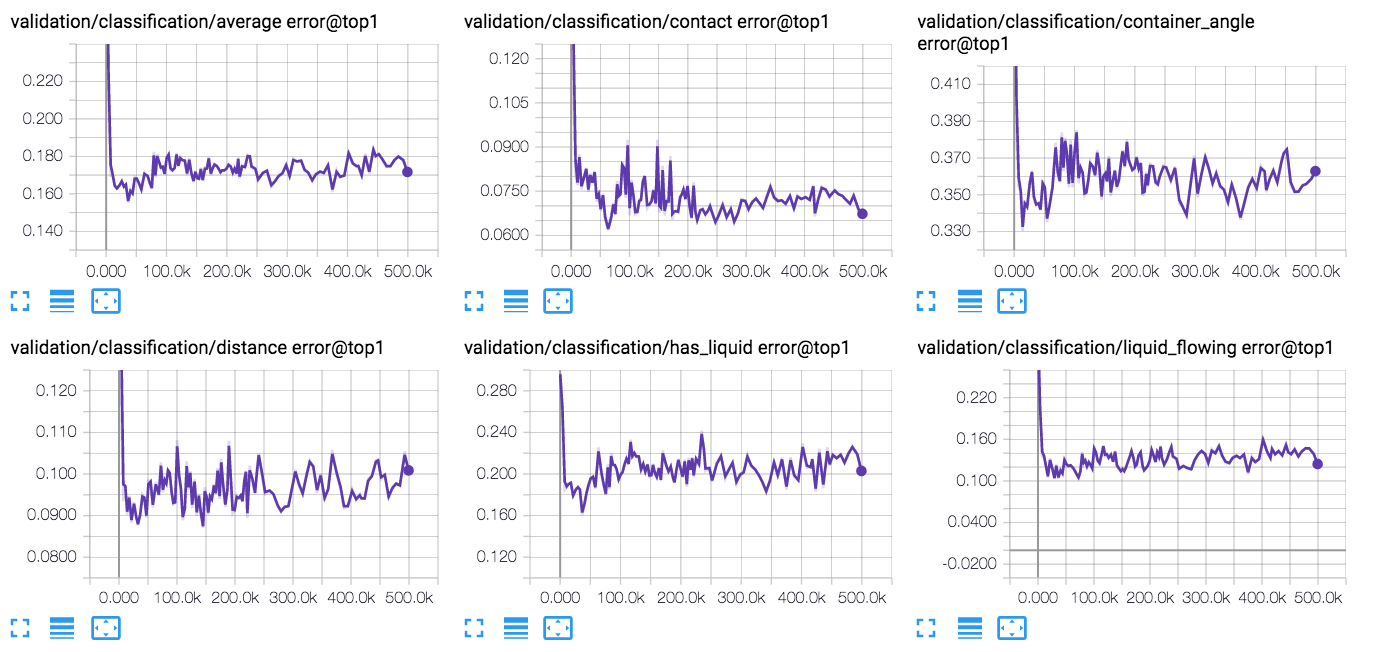 validation/classification/average error@top1
0.220
0.200
0.180
0.160
0.140
0.000 100.0k 200.0k 300.0k 400.0k 500.0k
validation/classification/contact error@top1
0.120
0.105
0.0900
0.0750
0.0600
0.000 100.0k 200.0k 300.0k 400.0k 500.0k
validation/classification/container_angle
error@top1
0.410
0.390
0.370
0.350
0.330
0.000 100.0k 200.0k 300.0k 400.0k 500.0k
validation/classification/distance error@top1
0.120
0.110
0.100
0.0900
0.0800
0.000 100.0k 200.0k 300.0k 400.0k 500.0k
validation/classification/has_liquid error@top1
0.280
0.240
0.200
0.160
0.120
0.000 100.0k 200.0k 300.0k 400.0k 500.0k
validation/classification/liquid_flowing error@top1
0.220
0.160
0.100
0.0400
-0.0200
0.000 100.0k 200.0k 300.0k 400.0k 500.0k